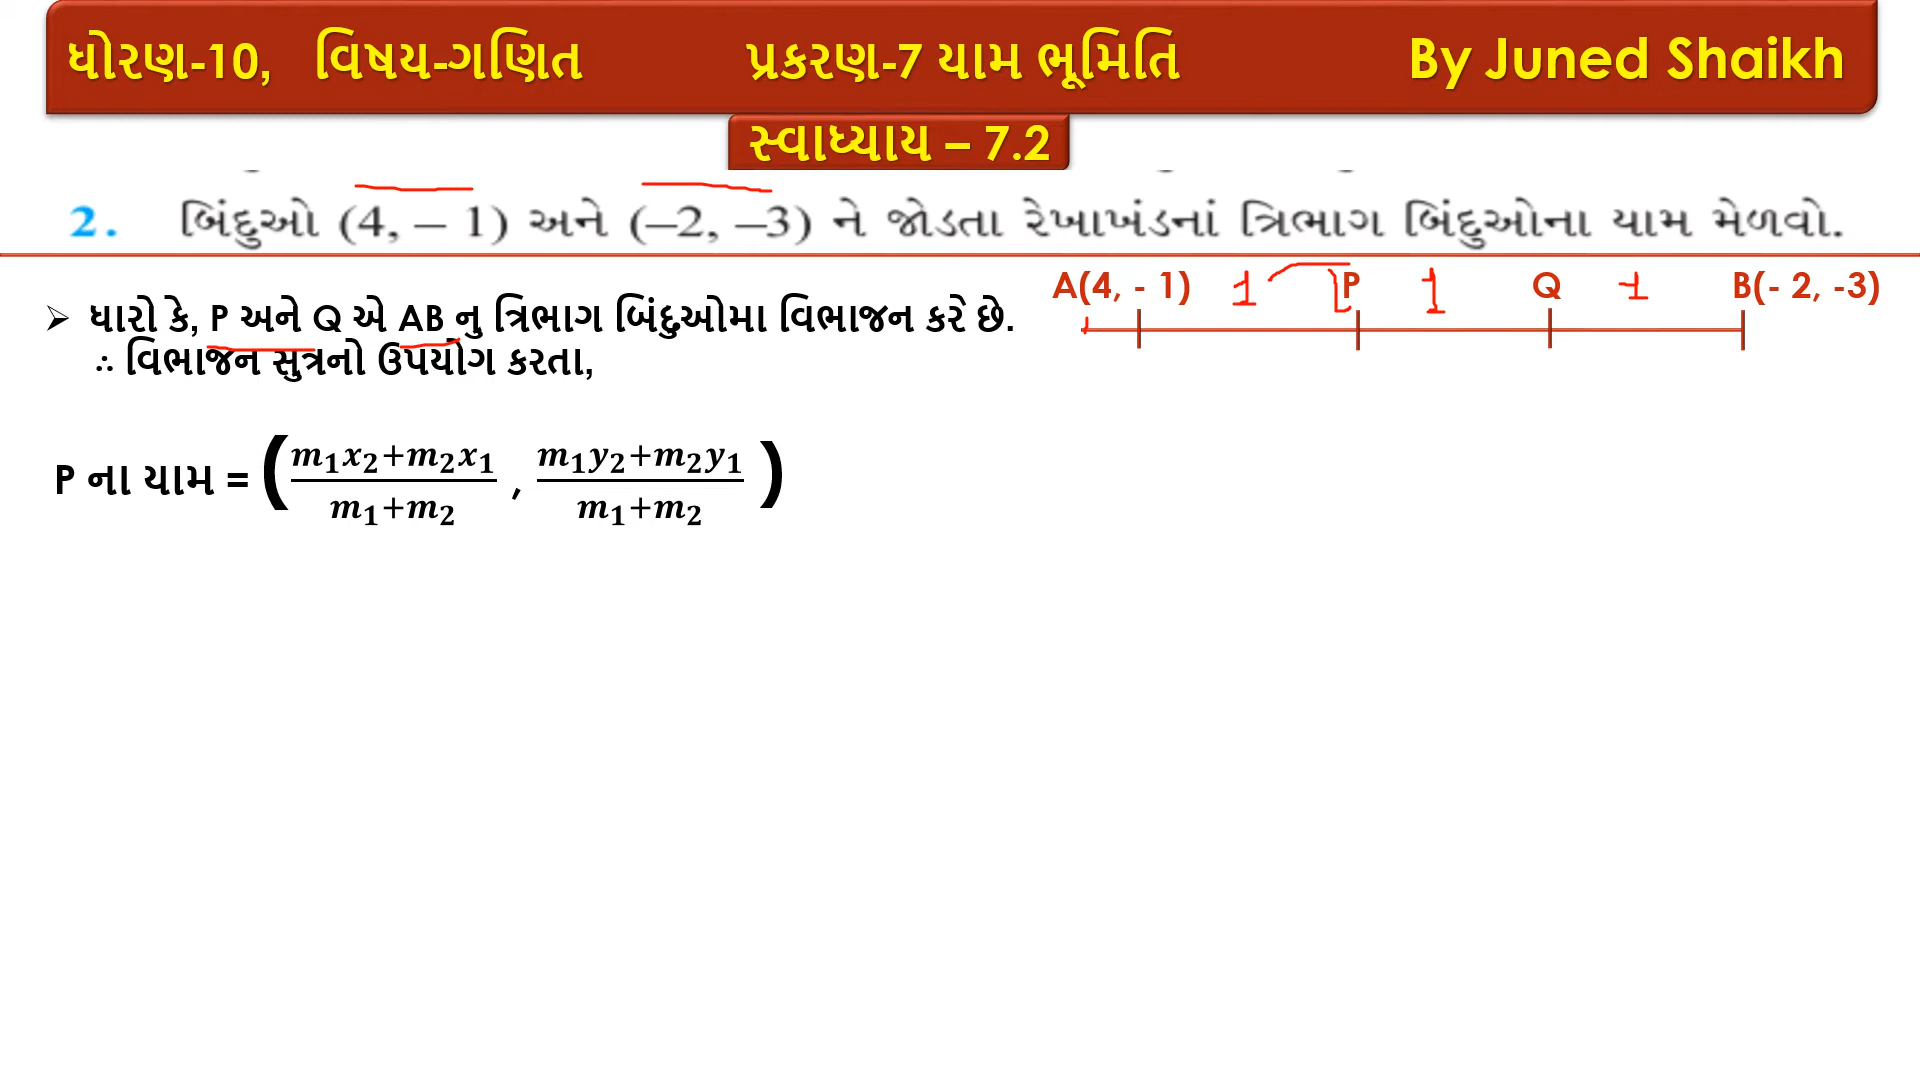 ધોરણ-10, વિષય-ગણિત પ્રકરણ-7 યામ ભૂમિતિ By Juned Shaikh
સ્વાધ્યાય – 7.2
2. બિંદુઓ (4, – 1) અને (–2, –3) ને જોડતા રેખાખંડનાં ત્રિભાગ બિંદુઓના યામ મેળવો.
A(4, - 1) 1 P 1 Q 1 B(- 2, -3)
➢ ધારો કે, P અને Q એ AB નુ ત્રિભાગ બિંદુઓમા વિભાજન કરે છે.
∴ વિભાજન સુત્રનો ઉપયોગ કરતા,
P ના યામ = ( (m₁x₂+m₂x₁)/(m₁+m₂) , (m₁y₂+m₂y₁)/(m₁+m₂) )